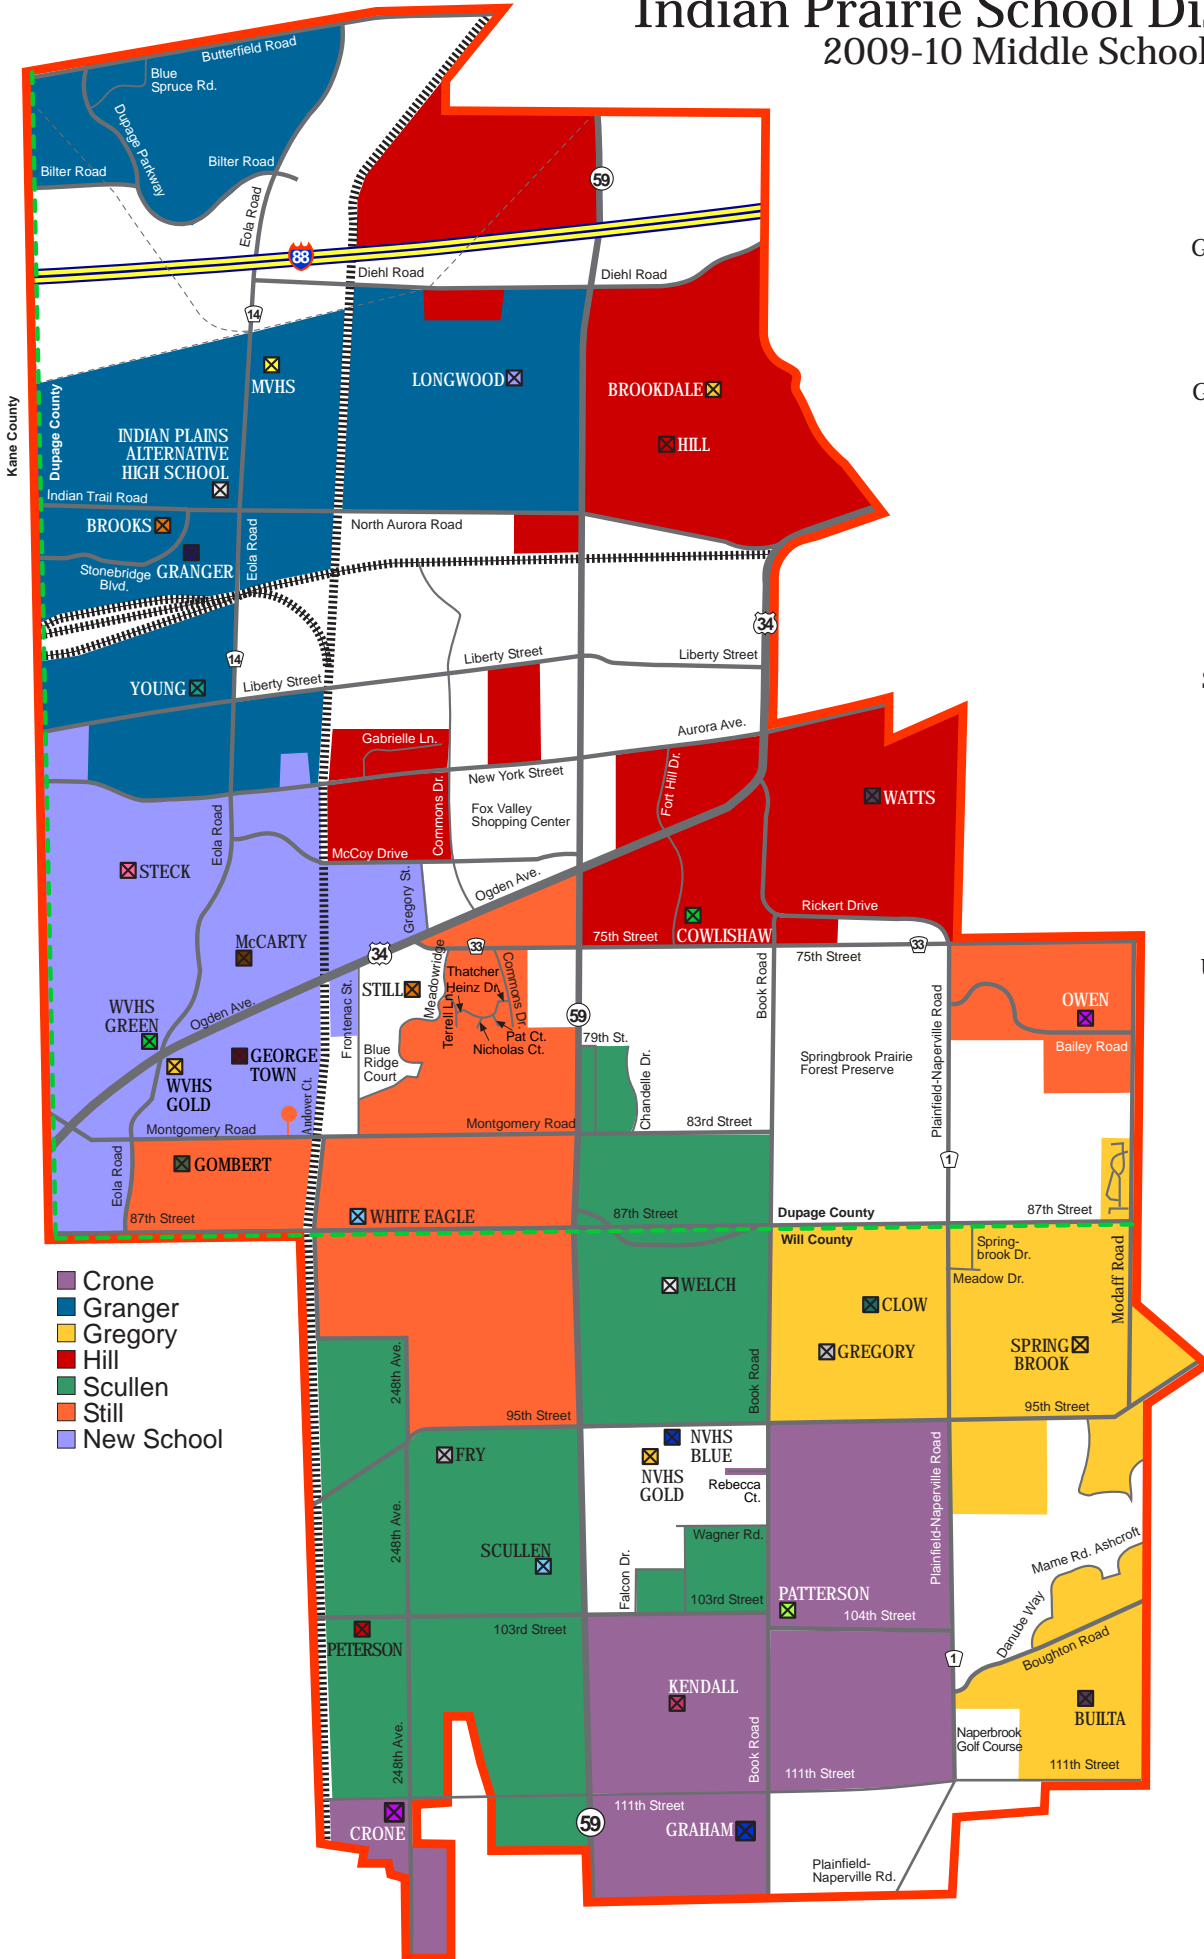 Indian Prairie School Di
2009-10 Middle School
Butterfield Road
Blue
Spruce Rd.
Dupage Parkway
Bilter Road
Bilter Road
Eola Road
59
88
Diehl Road
Diehl Road
14
MVHS
LONGWOOD
BROOKDALE
HILL
Kane County
Dupage County
INDIAN PLAINS
ALTERNATIVE
HIGH SCHOOL
Indian Trail Road
North Aurora Road
BROOKS
Eola Road
Stonebridge
Blvd.
GRANGER
34
14
Liberty Street
Liberty Street
Liberty Street
YOUNG
Aurora Ave.
Gabrielle Ln.
New York Street
Fort Hill Dr.
Commons Dr.
Fox Valley
Shopping Center
WATTS
Eola Road
McCoy Drive
STECK
Ogden Ave.
Gregory St.
Rickert Drive
COWLISHAW
75th Street
McCARTY
34
33
33
75th Street
Meadowridge
Thatcher
Heinz Dr.
Commons Dr.
STILL
Terrell Ln.
Pat Ct.
Nicholas Ct.
Book Road
Plainfield-Naperville Road
OWEN
WVHS
GREEN
Ogden Ave.
Frontenac St.
59
79th St.
Blue
Ridge
Court
Chandelle Dr.
Springbrook Prairie
Forest Preserve
Bailey Road
GEORGE
TOWN
WVHS
GOLD
Andover Ct.
Montgomery Road
Montgomery Road
83rd Street
1
Eola Road
GOMBERT
87th Street
WHITE EAGLE
87th Street
Dupage County
87th Street
Will County
Spring-
brook Dr.
Meadow Dr.
Modaff Road
Crone
Granger
Gregory
Hill
Scullen
Still
New School
WELCH
CLOW
GREGORY
SPRING
BROOK
248th Ave.
Book Road
95th Street
95th Street
FRY
NVHS
BLUE
NVHS
GOLD
Rebecca
Ct.
Plainfield-Naperville Road
248th Ave.
Wagner Rd.
Mame Rd. Ashcroft
SCULLEN
Falcon Dr.
103rd Street
PATTERSON
104th Street
Danube Way
Boughton Road
PETERSON
103rd Street
1
KENDALL
BUILTA
248th Ave.
Book Road
Naperbrook
Golf Course
111th Street
111th Street
111th Street
CRONE
59
GRAHAM
Plainfield-
Naperville Rd.